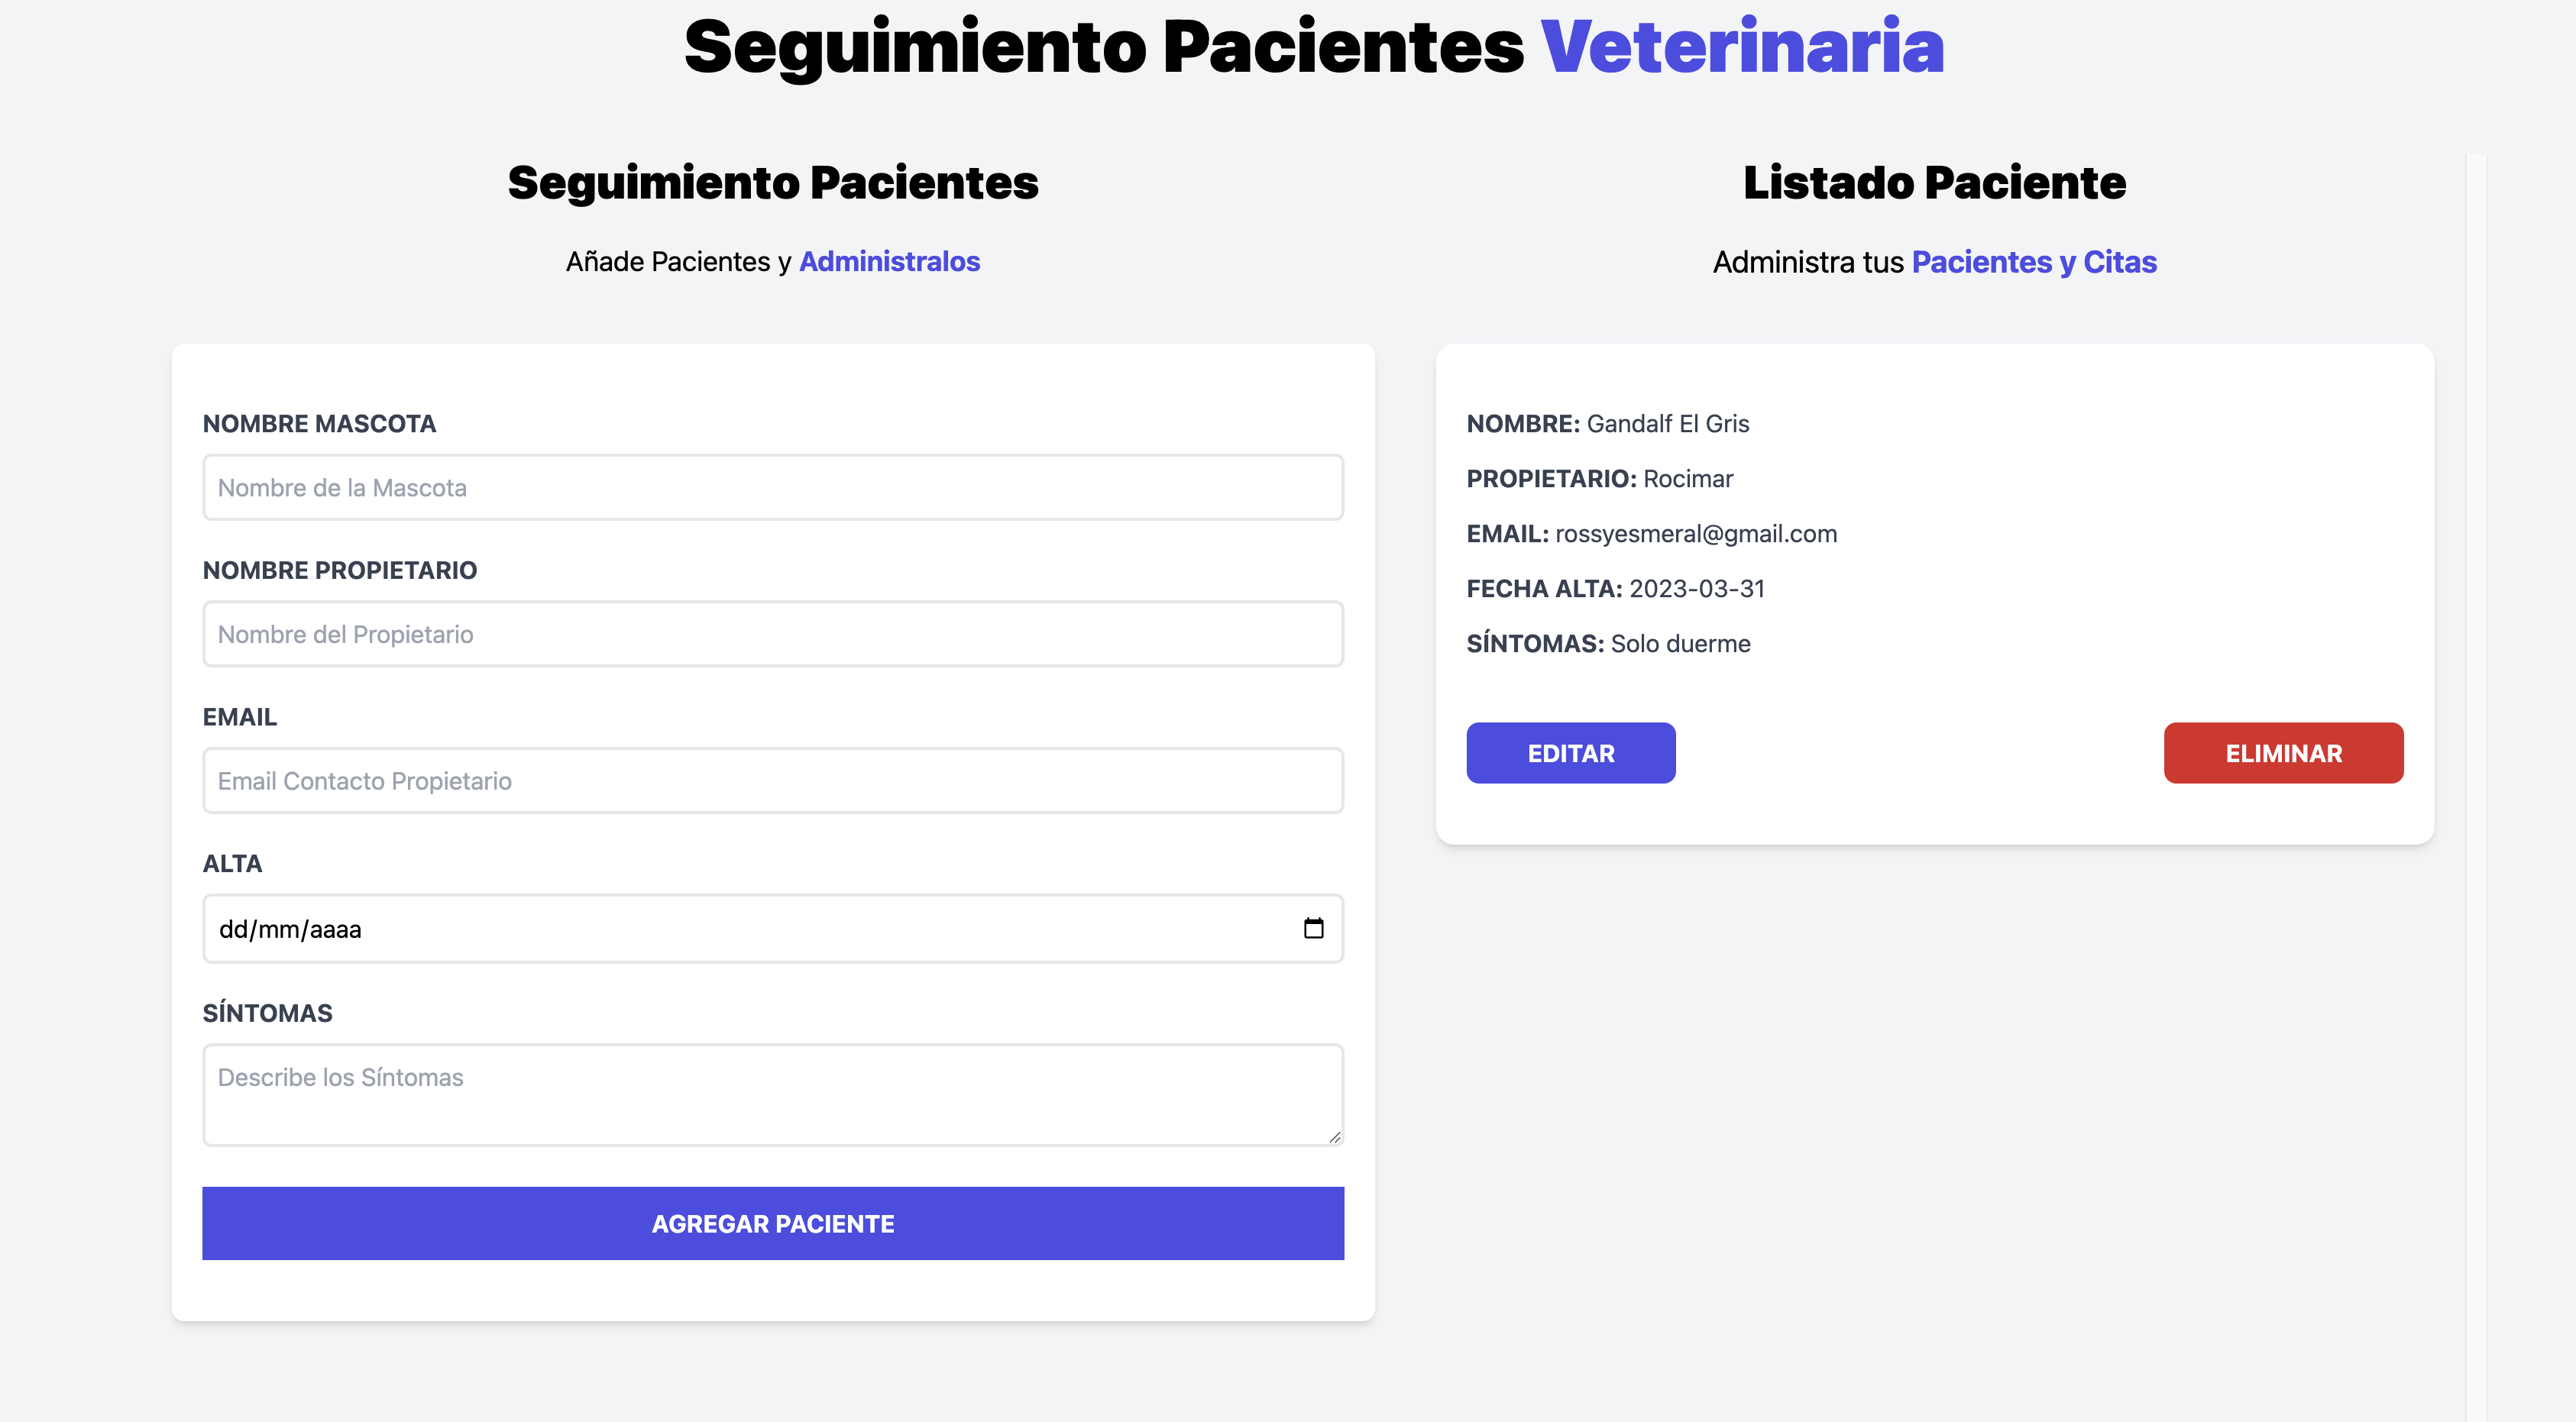 Seguimiento Pacientes Veterinaria
Seguimiento Pacientes
Añade Pacientes y Administralos
NOMBRE MASCOTA
Nombre de la Mascota
NOMBRE PROPIETARIO
Nombre del Propietario
EMAIL
Email Contacto Propietario
ALTA
dd/mm/aaaa
SÍNTOMAS
Describe los Síntomas
AGREGAR PACIENTE
Listado Paciente
Administra tus Pacientes y Citas
NOMBRE: Gandalf El Gris
PROPIETARIO: Rocimar
EMAIL: rossyesmeral@gmail.com
FECHA ALTA: 2023-03-31
SÍNTOMAS: Solo duerme
EDITAR
ELIMINAR